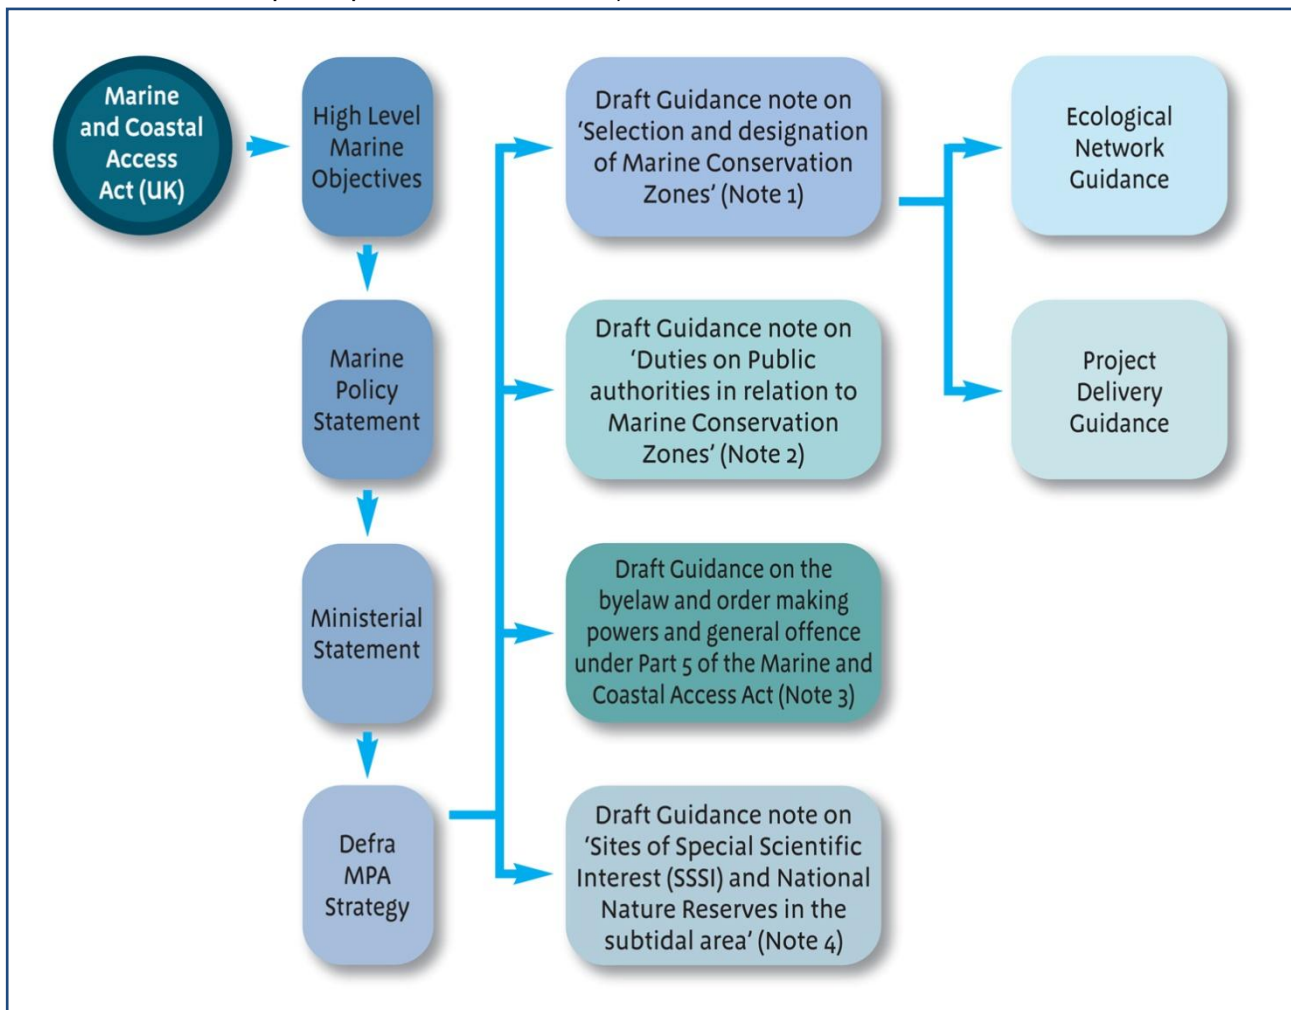 Marine
and Coastal
Access
Act (UK)
High Level
Marine
Objectives
Marine
Policy
Statement
Ministerial
Statement
Defra
MPA
Strategy
Draft Guidance note on
‘Selection and designation
of Marine Conservation
Zones’ (Note 1)
Draft Guidance note on
‘Duties on Public
authorities in relation to
Marine Conservation
Zones’ (Note 2)
Draft Guidance on the
byelaw and order making
powers and general offence
under Part 5 of the Marine and
Coastal Access Act (Note 3)
Draft Guidance note on
‘Sites of Special Scientific
Interest (SSSI) and National
Nature Reserves in the
subtidal area’ (Note 4)
Ecological
Network
Guidance
Project
Delivery
Guidance